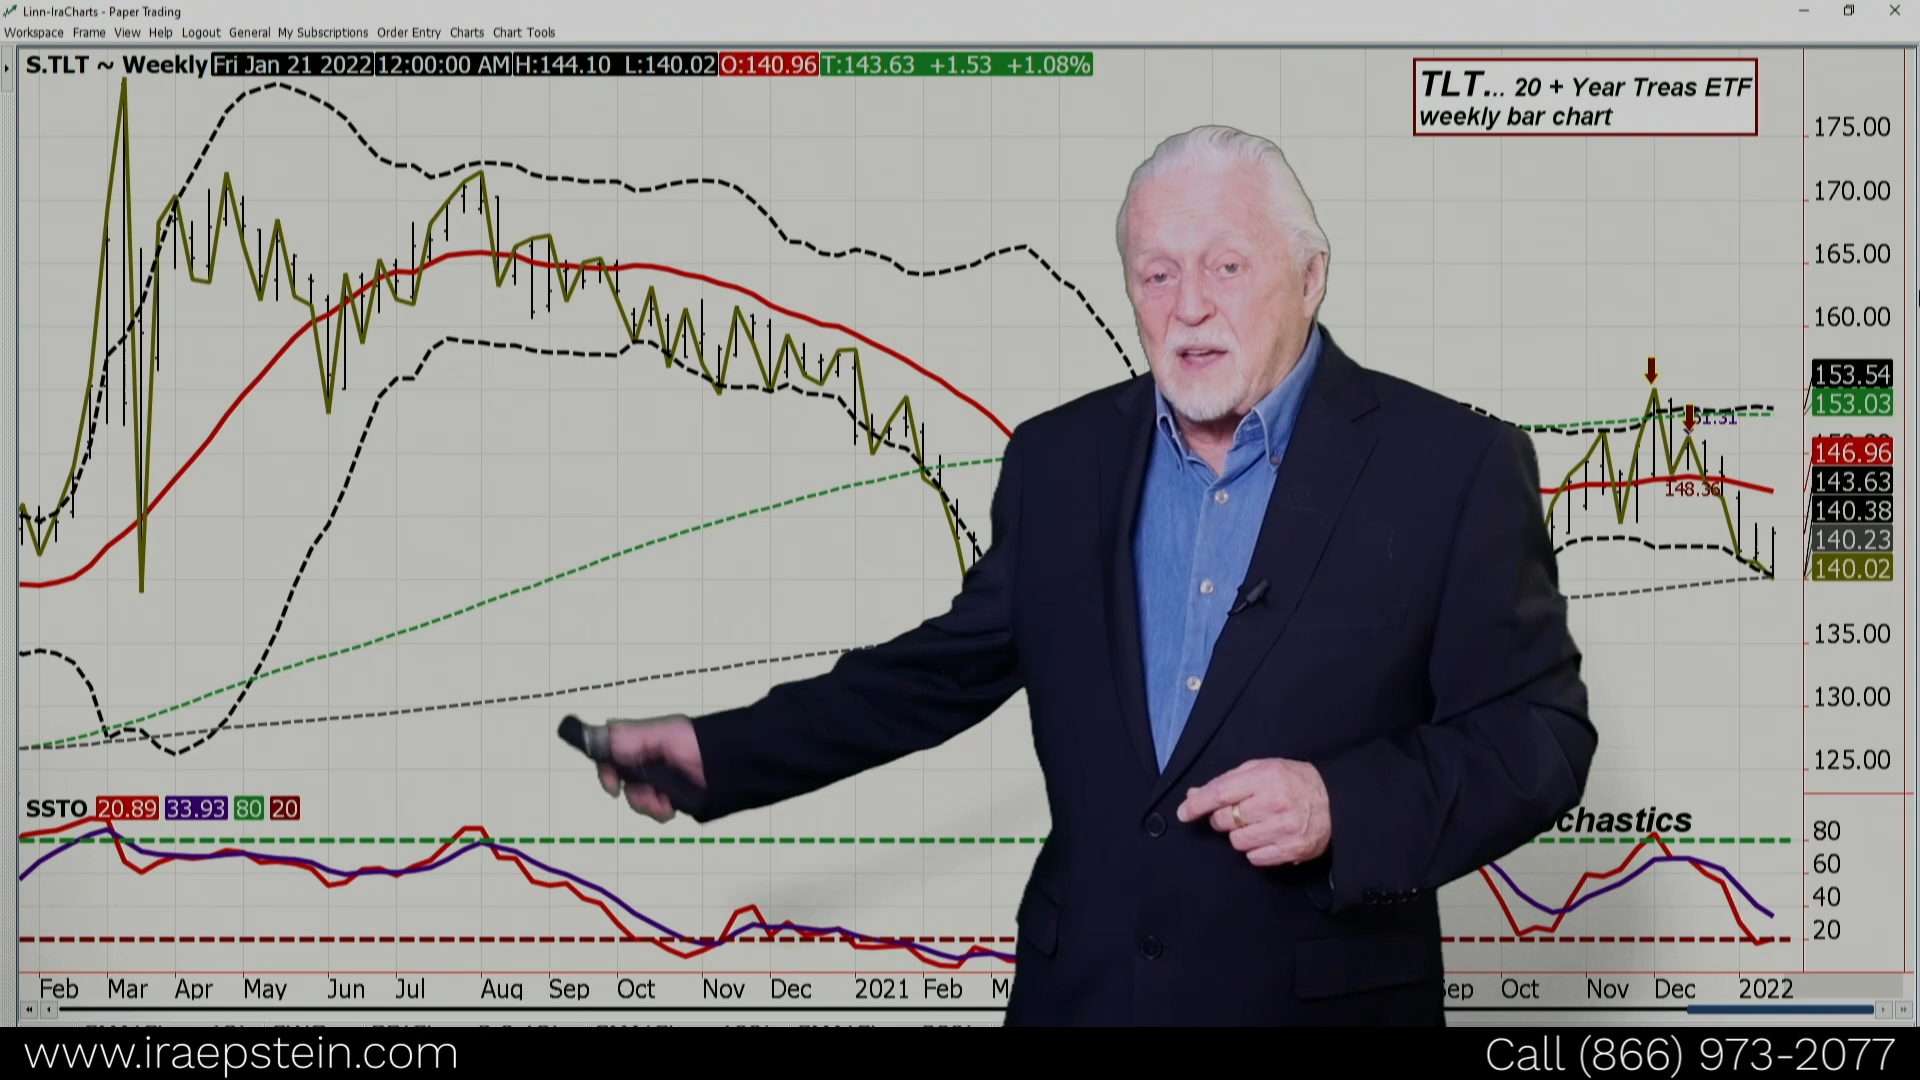 Linn-IraCharts - Paper Trading
Workspace Frame View Help Logout General My Subscriptions Order Entry Charts Chart Tools
S.TLT ~ Weekly Fri Jan 21 2022 12:00:00 AM H:144.10 L:140.02 O:140.96 T:143.63 +1.53 +1.08%
TLT... 20 + Year Treas ETF
weekly bar chart
175.00
170.00
165.00
160.00
153.54
153.03
146.96
148.36
143.63
140.38
140.23
140.02
135.00
130.00
125.00
SSTO 20.89 33.93 80 20
chastics
80
60
40
20
Feb Mar Apr May Jun Jul Aug Sep Oct Nov Dec 2021 Feb M ep Oct Nov Dec 2022
www.iraepstein.com
Call (866) 973-2077